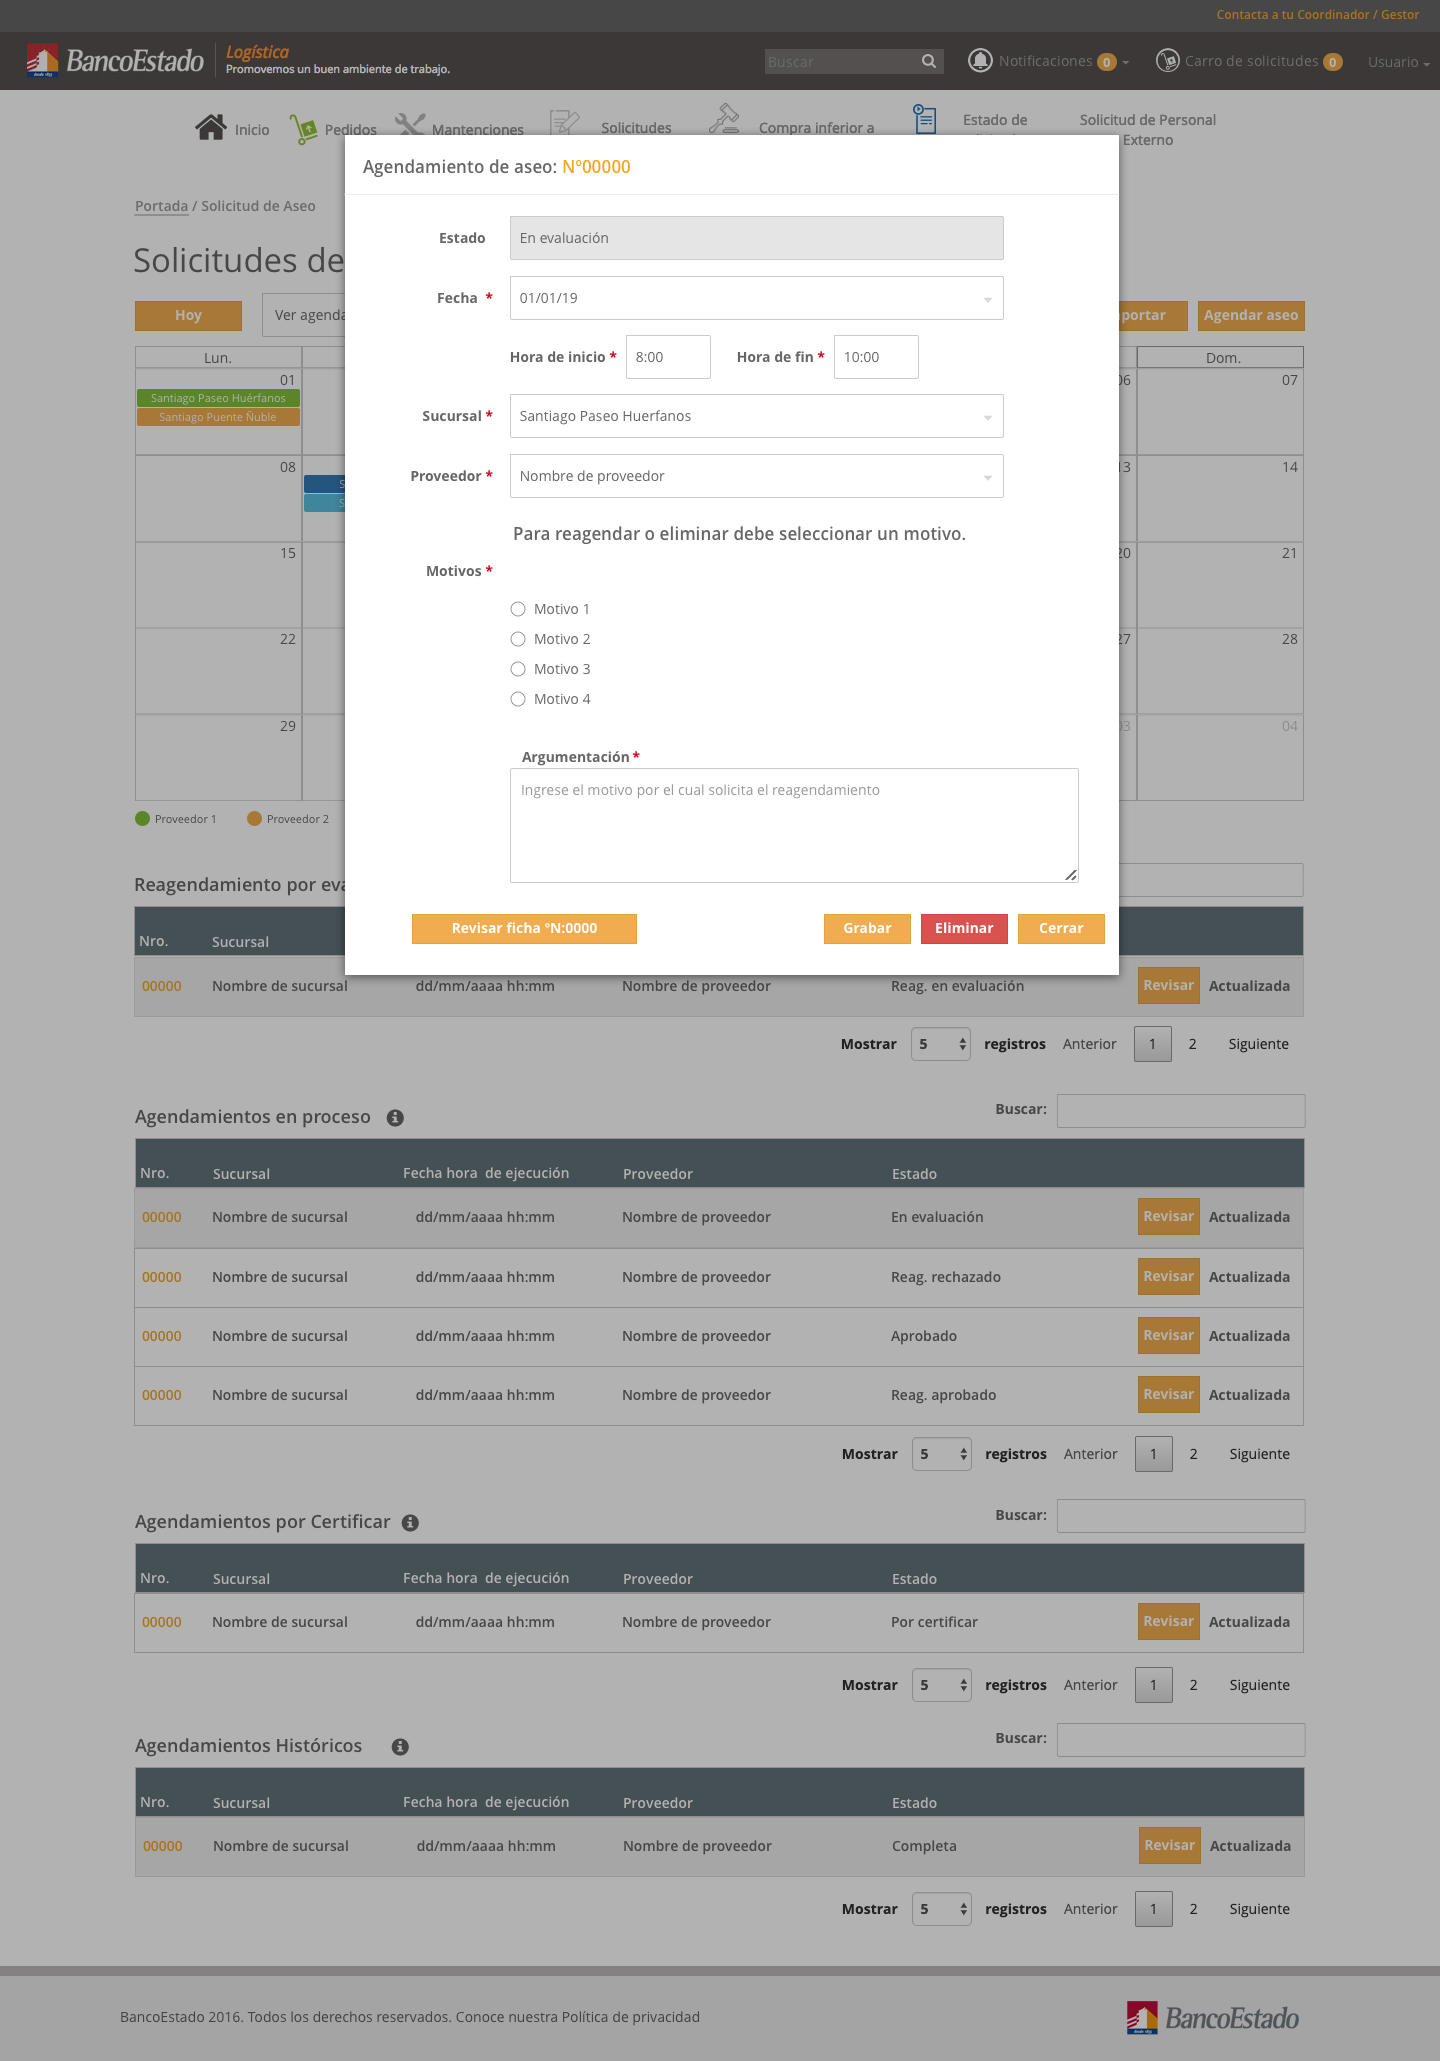 Contacta a tu Coordinador / Gestor
BancoEstado
desde 1855
Logística
Promovemos un buen ambiente de trabajo.
Buscar
Notificaciones 0
Carro de solicitudes 0
Usuario
Inicio
Pedidos
Mantenciones
Solicitudes
Compra inferior a
Estado de
Solicitud de Personal
Externo
Portada / Solicitud de Aseo
Solicitudes de
Hoy
Ver agenda
portar
Agendar aseo
Lun.
Dom.
01
06
07
Santiago Paseo Huérfanos
Santiago Puente Ñuble
08
13
14
S
S
15
20
21
22
27
28
29
03
04
Proveedor 1
Proveedor 2
Agendamiento de aseo: N°00000
Estado
En evaluación
Fecha *
01/01/19
Hora de inicio *
8:00
Hora de fin *
10:00
Sucursal *
Santiago Paseo Huerfanos
Proveedor *
Nombre de proveedor
Para reagendar o eliminar debe seleccionar un motivo.
Motivos *
Motivo 1
Motivo 2
Motivo 3
Motivo 4
Argumentación *
Ingrese el motivo por el cual solicita el reagendamiento
Revisar ficha °N:0000
Grabar
Eliminar
Cerrar
Reagendamiento por eva
Nro.
Sucursal
00000 Nombre de sucursal dd/mm/aaaa hh:mm Nombre de proveedor Reag. en evaluación Revisar Actualizada
Mostrar 5 registros Anterior 1 2 Siguiente
Agendamientos en proceso
Buscar:
Nro. Sucursal Fecha hora de ejecución Proveedor Estado
00000 Nombre de sucursal dd/mm/aaaa hh:mm Nombre de proveedor En evaluación Revisar Actualizada
00000 Nombre de sucursal dd/mm/aaaa hh:mm Nombre de proveedor Reag. rechazado Revisar Actualizada
00000 Nombre de sucursal dd/mm/aaaa hh:mm Nombre de proveedor Aprobado Revisar Actualizada
00000 Nombre de sucursal dd/mm/aaaa hh:mm Nombre de proveedor Reag. aprobado Revisar Actualizada
Mostrar 5 registros Anterior 1 2 Siguiente
Agendamientos por Certificar
Buscar:
Nro. Sucursal Fecha hora de ejecución Proveedor Estado
00000 Nombre de sucursal dd/mm/aaaa hh:mm Nombre de proveedor Por certificar Revisar Actualizada
Mostrar 5 registros Anterior 1 2 Siguiente
Agendamientos Históricos
Buscar:
Nro. Sucursal Fecha hora de ejecución Proveedor Estado
00000 Nombre de sucursal dd/mm/aaaa hh:mm Nombre de proveedor Completa Revisar Actualizada
Mostrar 5 registros Anterior 1 2 Siguiente
BancoEstado 2016. Todos los derechos reservados. Conoce nuestra Política de privacidad
BancoEstado
desde 1855